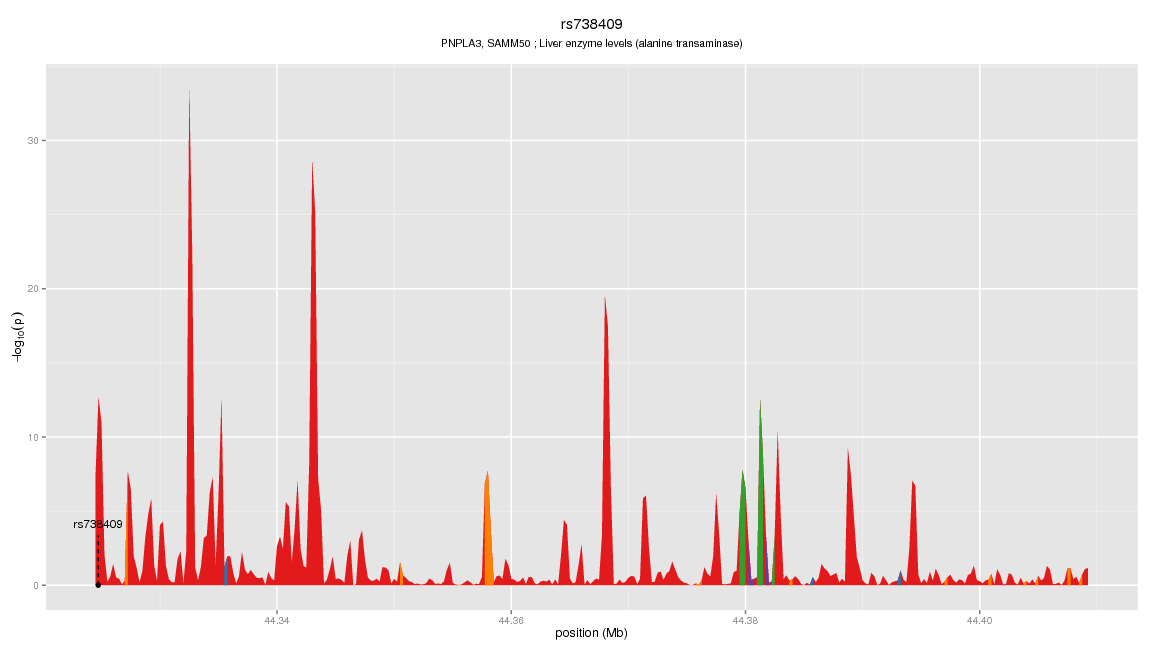 rs738409
PNPLA3, SAMM50 ; Liver enzyme levels (alanine transaminase)
30
20
10
0
−log10(p)
rs738409
44.34
44.36
44.38
44.40
position (Mb)